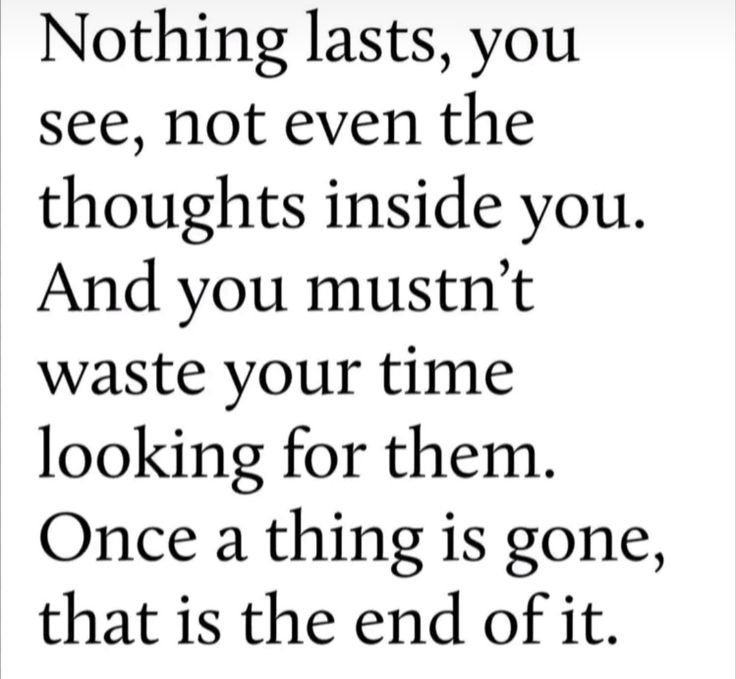 Nothing lasts, you
see, not even the
thoughts inside you.
And you mustn’t
waste your time
looking for them.
Once a thing is gone,
that is the end of it.